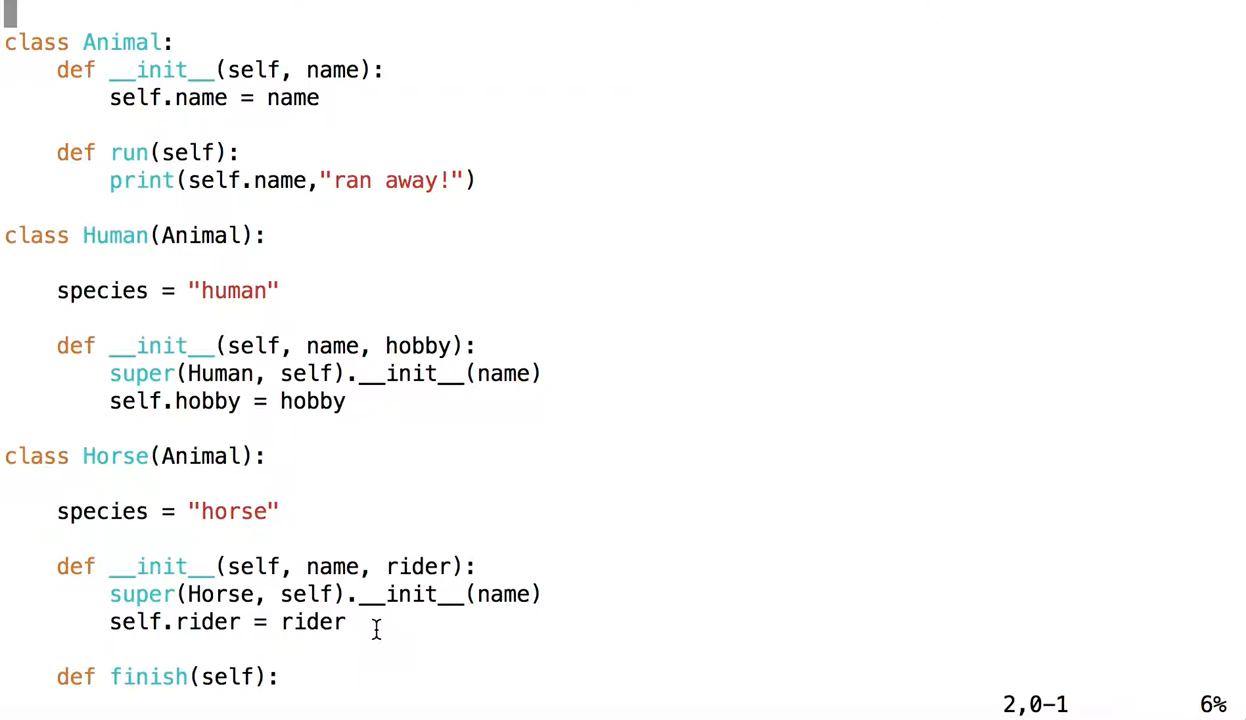 class Animal:
    def __init__(self, name):
        self.name = name

    def run(self):
        print(self.name,"ran away!")

class Human(Animal):

    species = "human"

    def __init__(self, name, hobby):
        super(Human, self).__init__(name)
        self.hobby = hobby

class Horse(Animal):

    species = "horse"

    def __init__(self, name, rider):
        super(Horse, self).__init__(name)
        self.rider = rider

    def finish(self):
2,0-1 6%